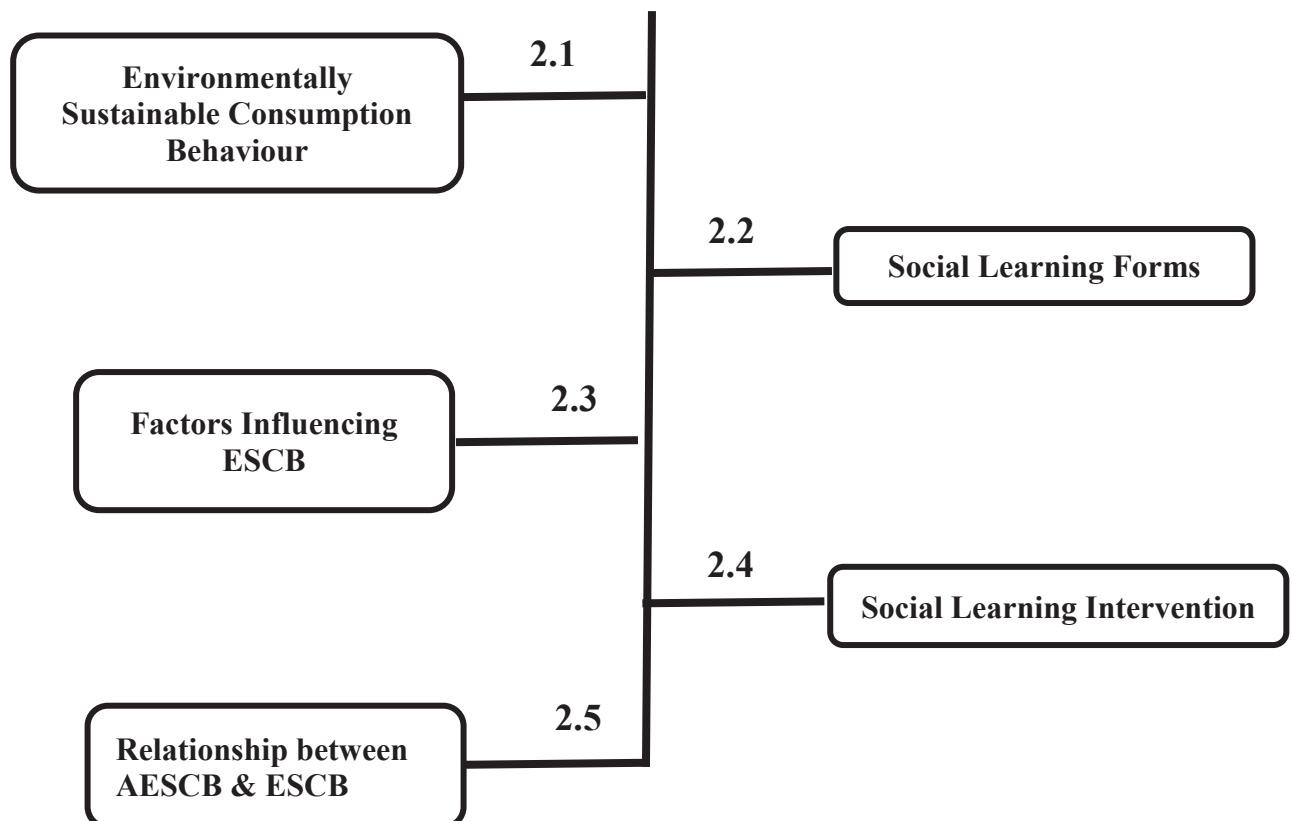 2.1
Environmentally
Sustainable Consumption
Behaviour
2.2
Social Learning Forms
2.3
Factors Influencing
ESCB
2.4
Social Learning Intervention
2.5
Relationship between
AESCB & ESCB